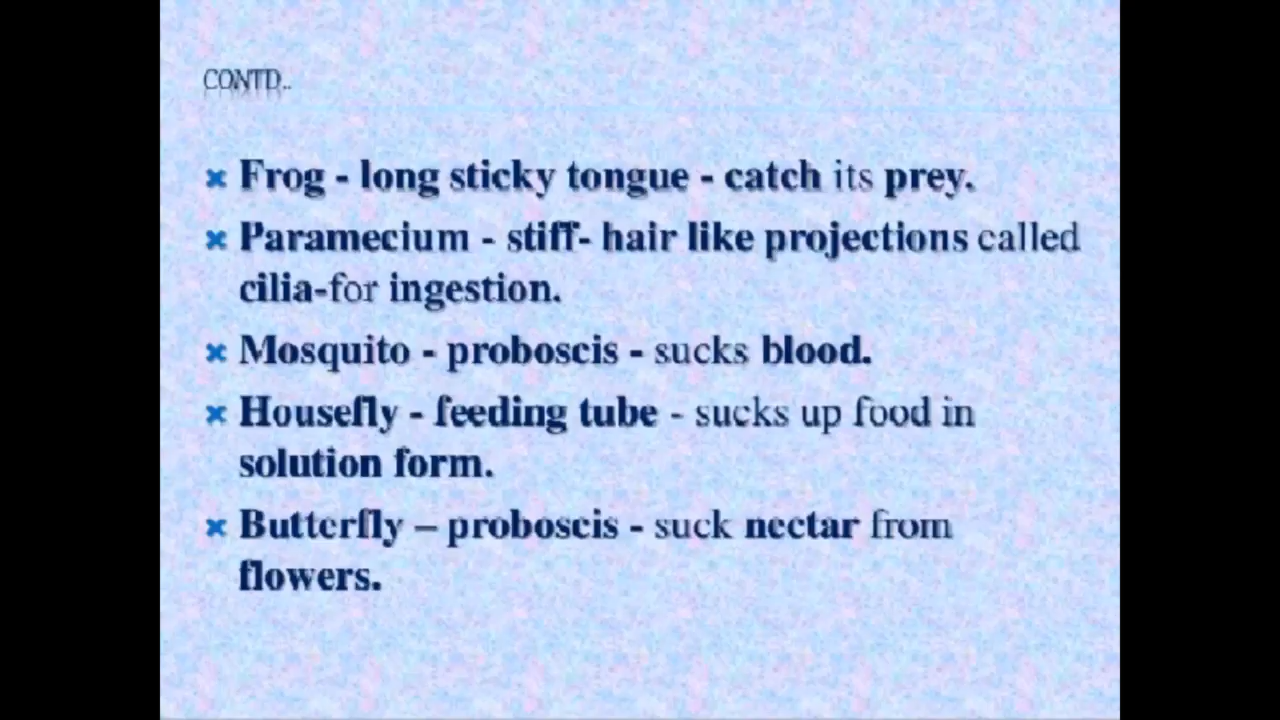 CONTD..
Frog - long sticky tongue - catch its prey.
Paramecium - stiff- hair like projections called
cilia-for ingestion.
Mosquito - proboscis - sucks blood.
Housefly - feeding tube - sucks up food in
solution form.
Butterfly – proboscis - suck nectar from
flowers.